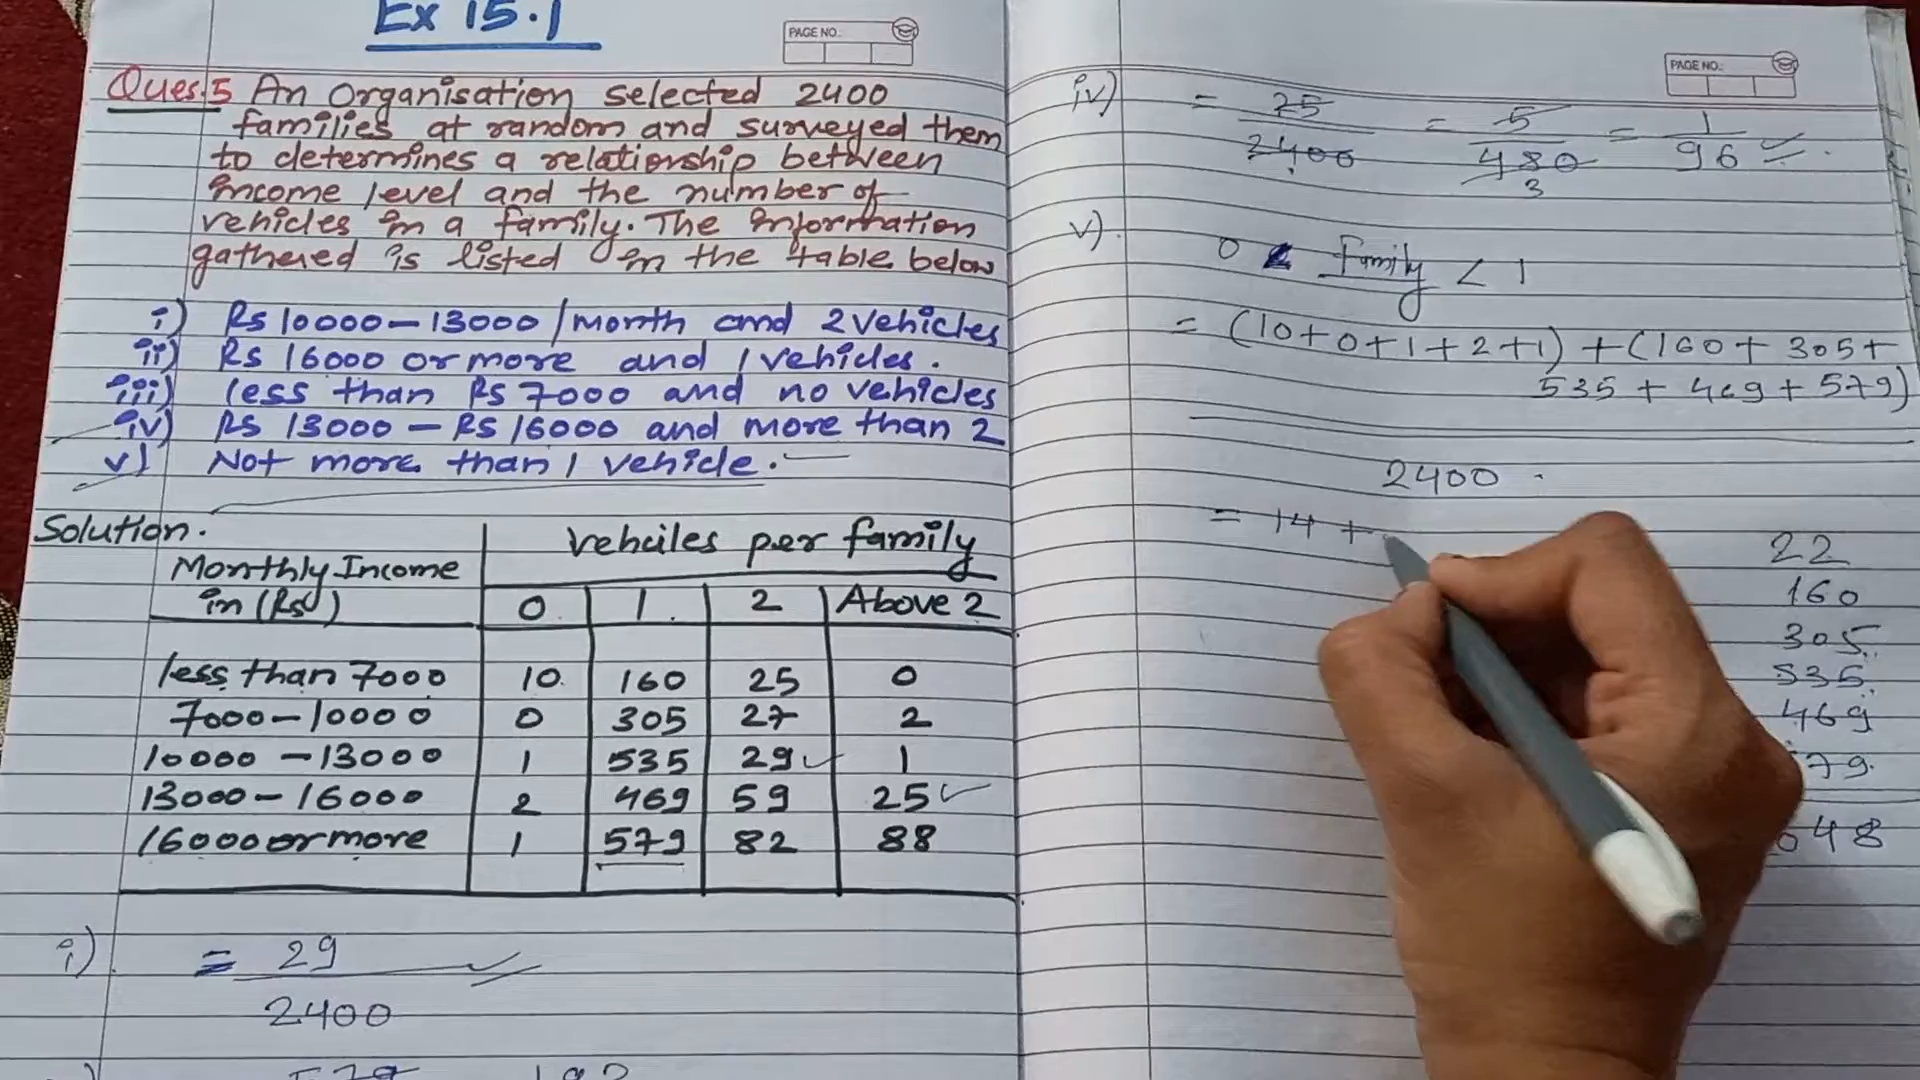 Ex 15.1
PAGE NO.
Ques.5 An Organisation selected 2400
families at random and surveyed them
to determines a relationship between
income level and the number of
vehicles in a family. The information
gathered is listed in the table below
i) Rs 10000-13000/month and 2 vehicles
ii) Rs 16000 or more and 1 vehicles.
iii) less than Rs 7000 and no vehicles
iv) Rs 13000 - Rs 16000 and more than 2
v) Not more than 1 vehicle.
Solution.
Monthly Income in (Rs) Vehciles per family
0 1 2 Above 2
less than 7000 10 160 25 0
7000-10000 0 305 27 2
10000-13000 1 535 29 1
13000-16000 2 469 59 25
16000 or more 1 579 82 88
i) = 29
2400
PAGE NO.
iv) = 25/2400 = 5/480 = 1/96
3
v). 0 Family < 1
= (10+0+1+2+1) + (160+305+
535+469+579)
2400
= 14 +
22
160
305
535
469
79
048